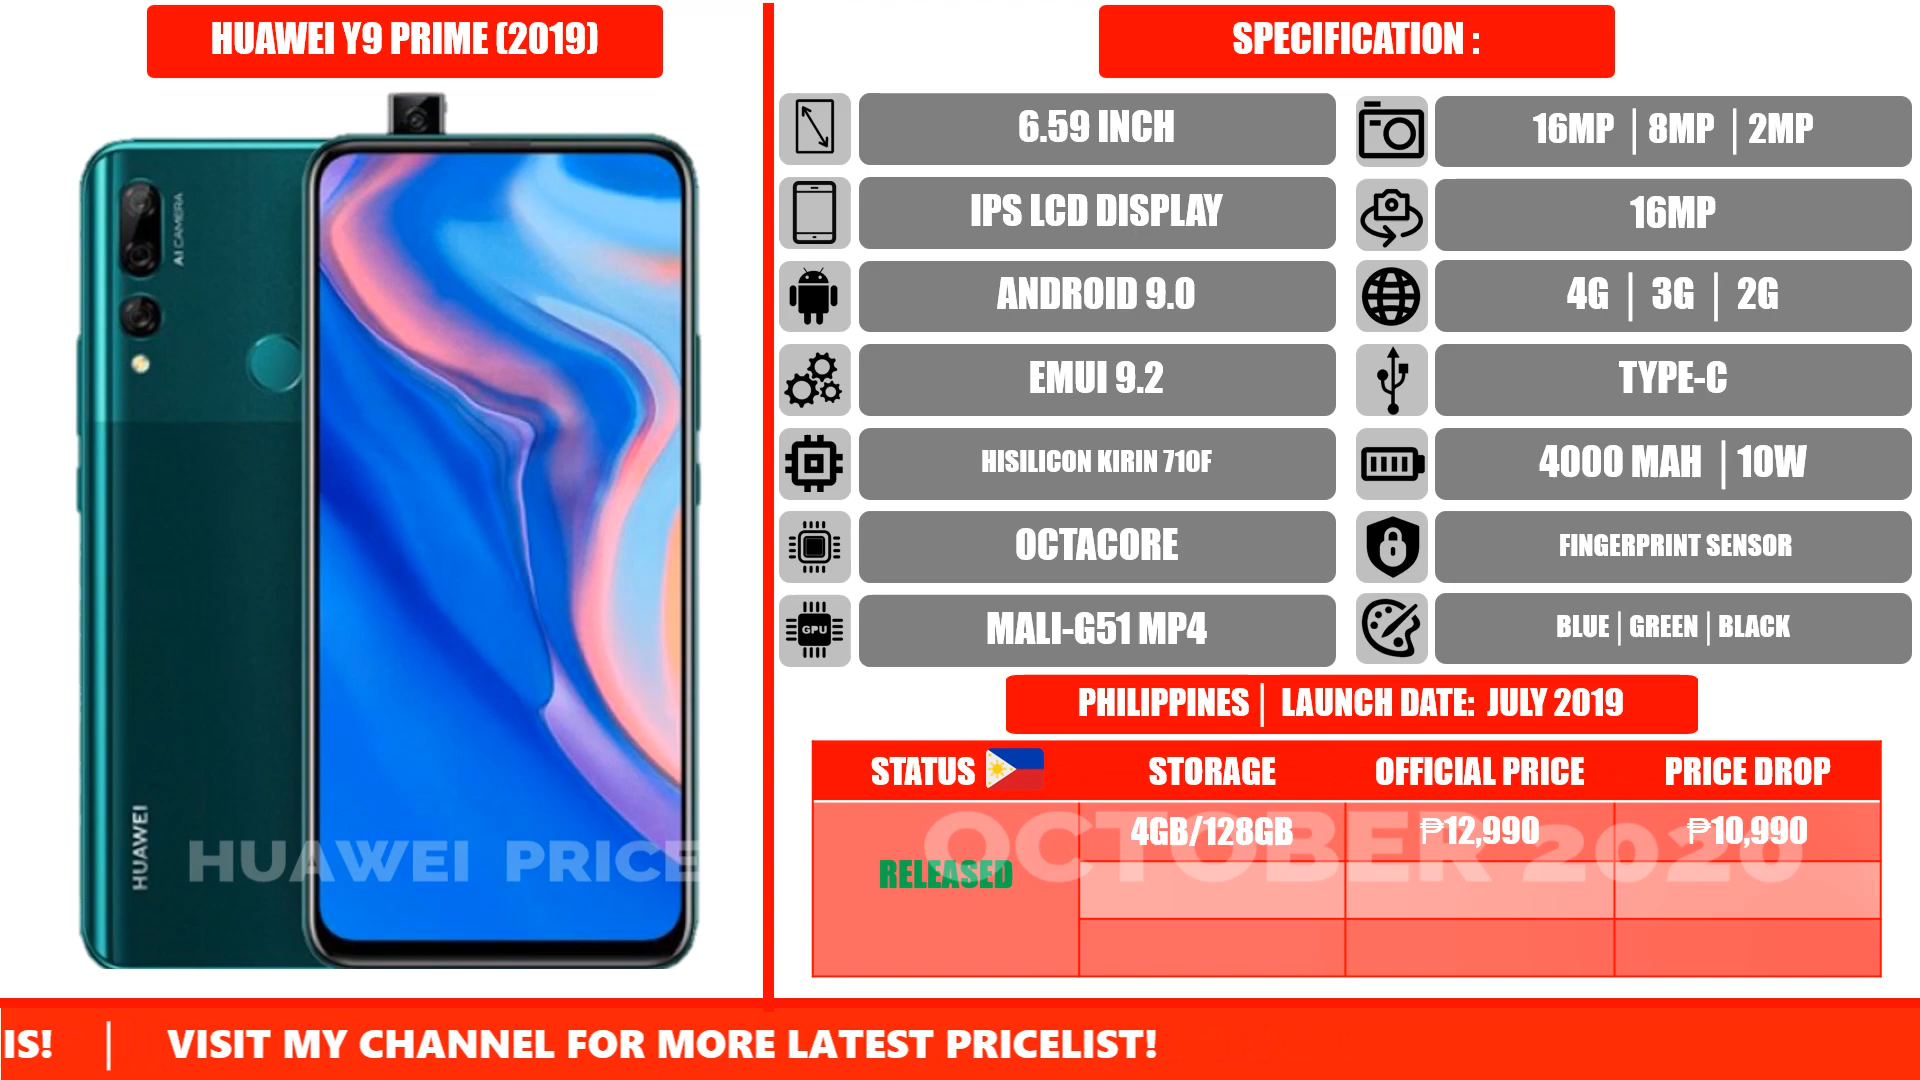 HUAWEI Y9 PRIME (2019)
AI CAMERA
HUAWEI
HUAWEI PRICE
SPECIFICATION :
6.59 INCH
IPS LCD DISPLAY
ANDROID 9.0
EMUI 9.2
HISILICON KIRIN 710F
OCTACORE
GPU
MALI-G51 MP4
16MP | 8MP | 2MP
16MP
4G | 3G | 2G
TYPE-C
4000 MAH | 10W
FINGERPRINT SENSOR
BLUE | GREEN | BLACK
PHILIPPINES | LAUNCH DATE: JULY 2019
STATUS STORAGE OFFICIAL PRICE PRICE DROP
RELEASED 4GB/128GB ₱12,990 ₱10,990
OCTOBER 2020
IS! | VISIT MY CHANNEL FOR MORE LATEST PRICELIST!